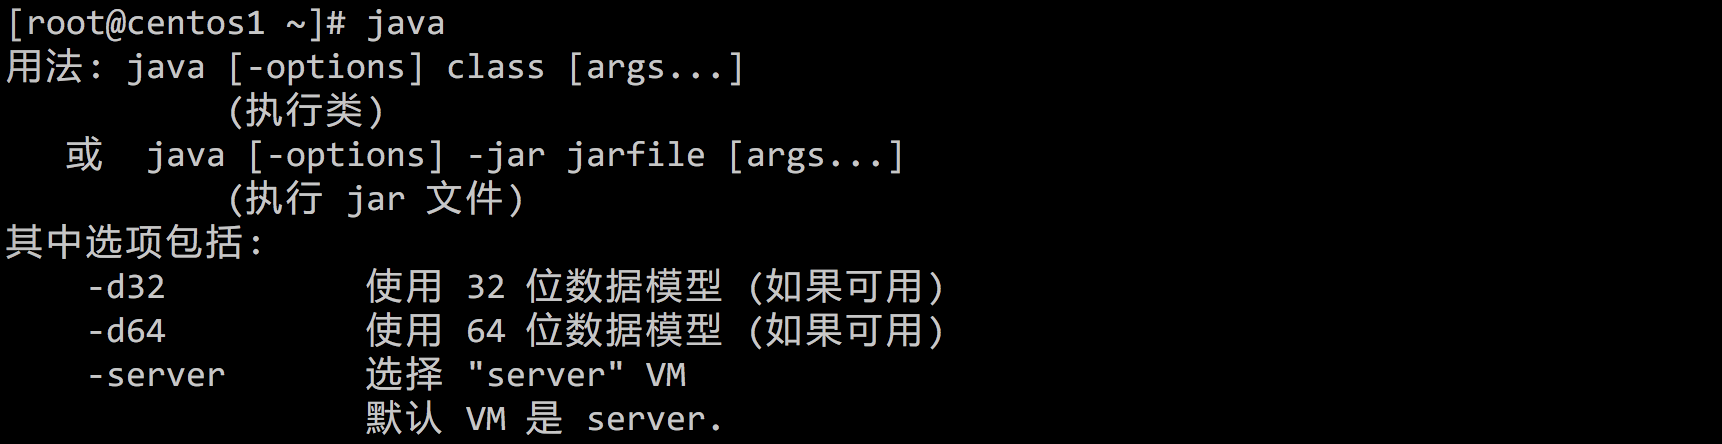 [root@centos1 ~]# java
用法: java [-options] class [args...]
(执行类)
或  java [-options] -jar jarfile [args...]
(执行 jar 文件)
其中选项包括:
-d32 使用 32 位数据模型 (如果可用)
-d64 使用 64 位数据模型 (如果可用)
-server 选择 "server" VM
默认 VM 是 server.